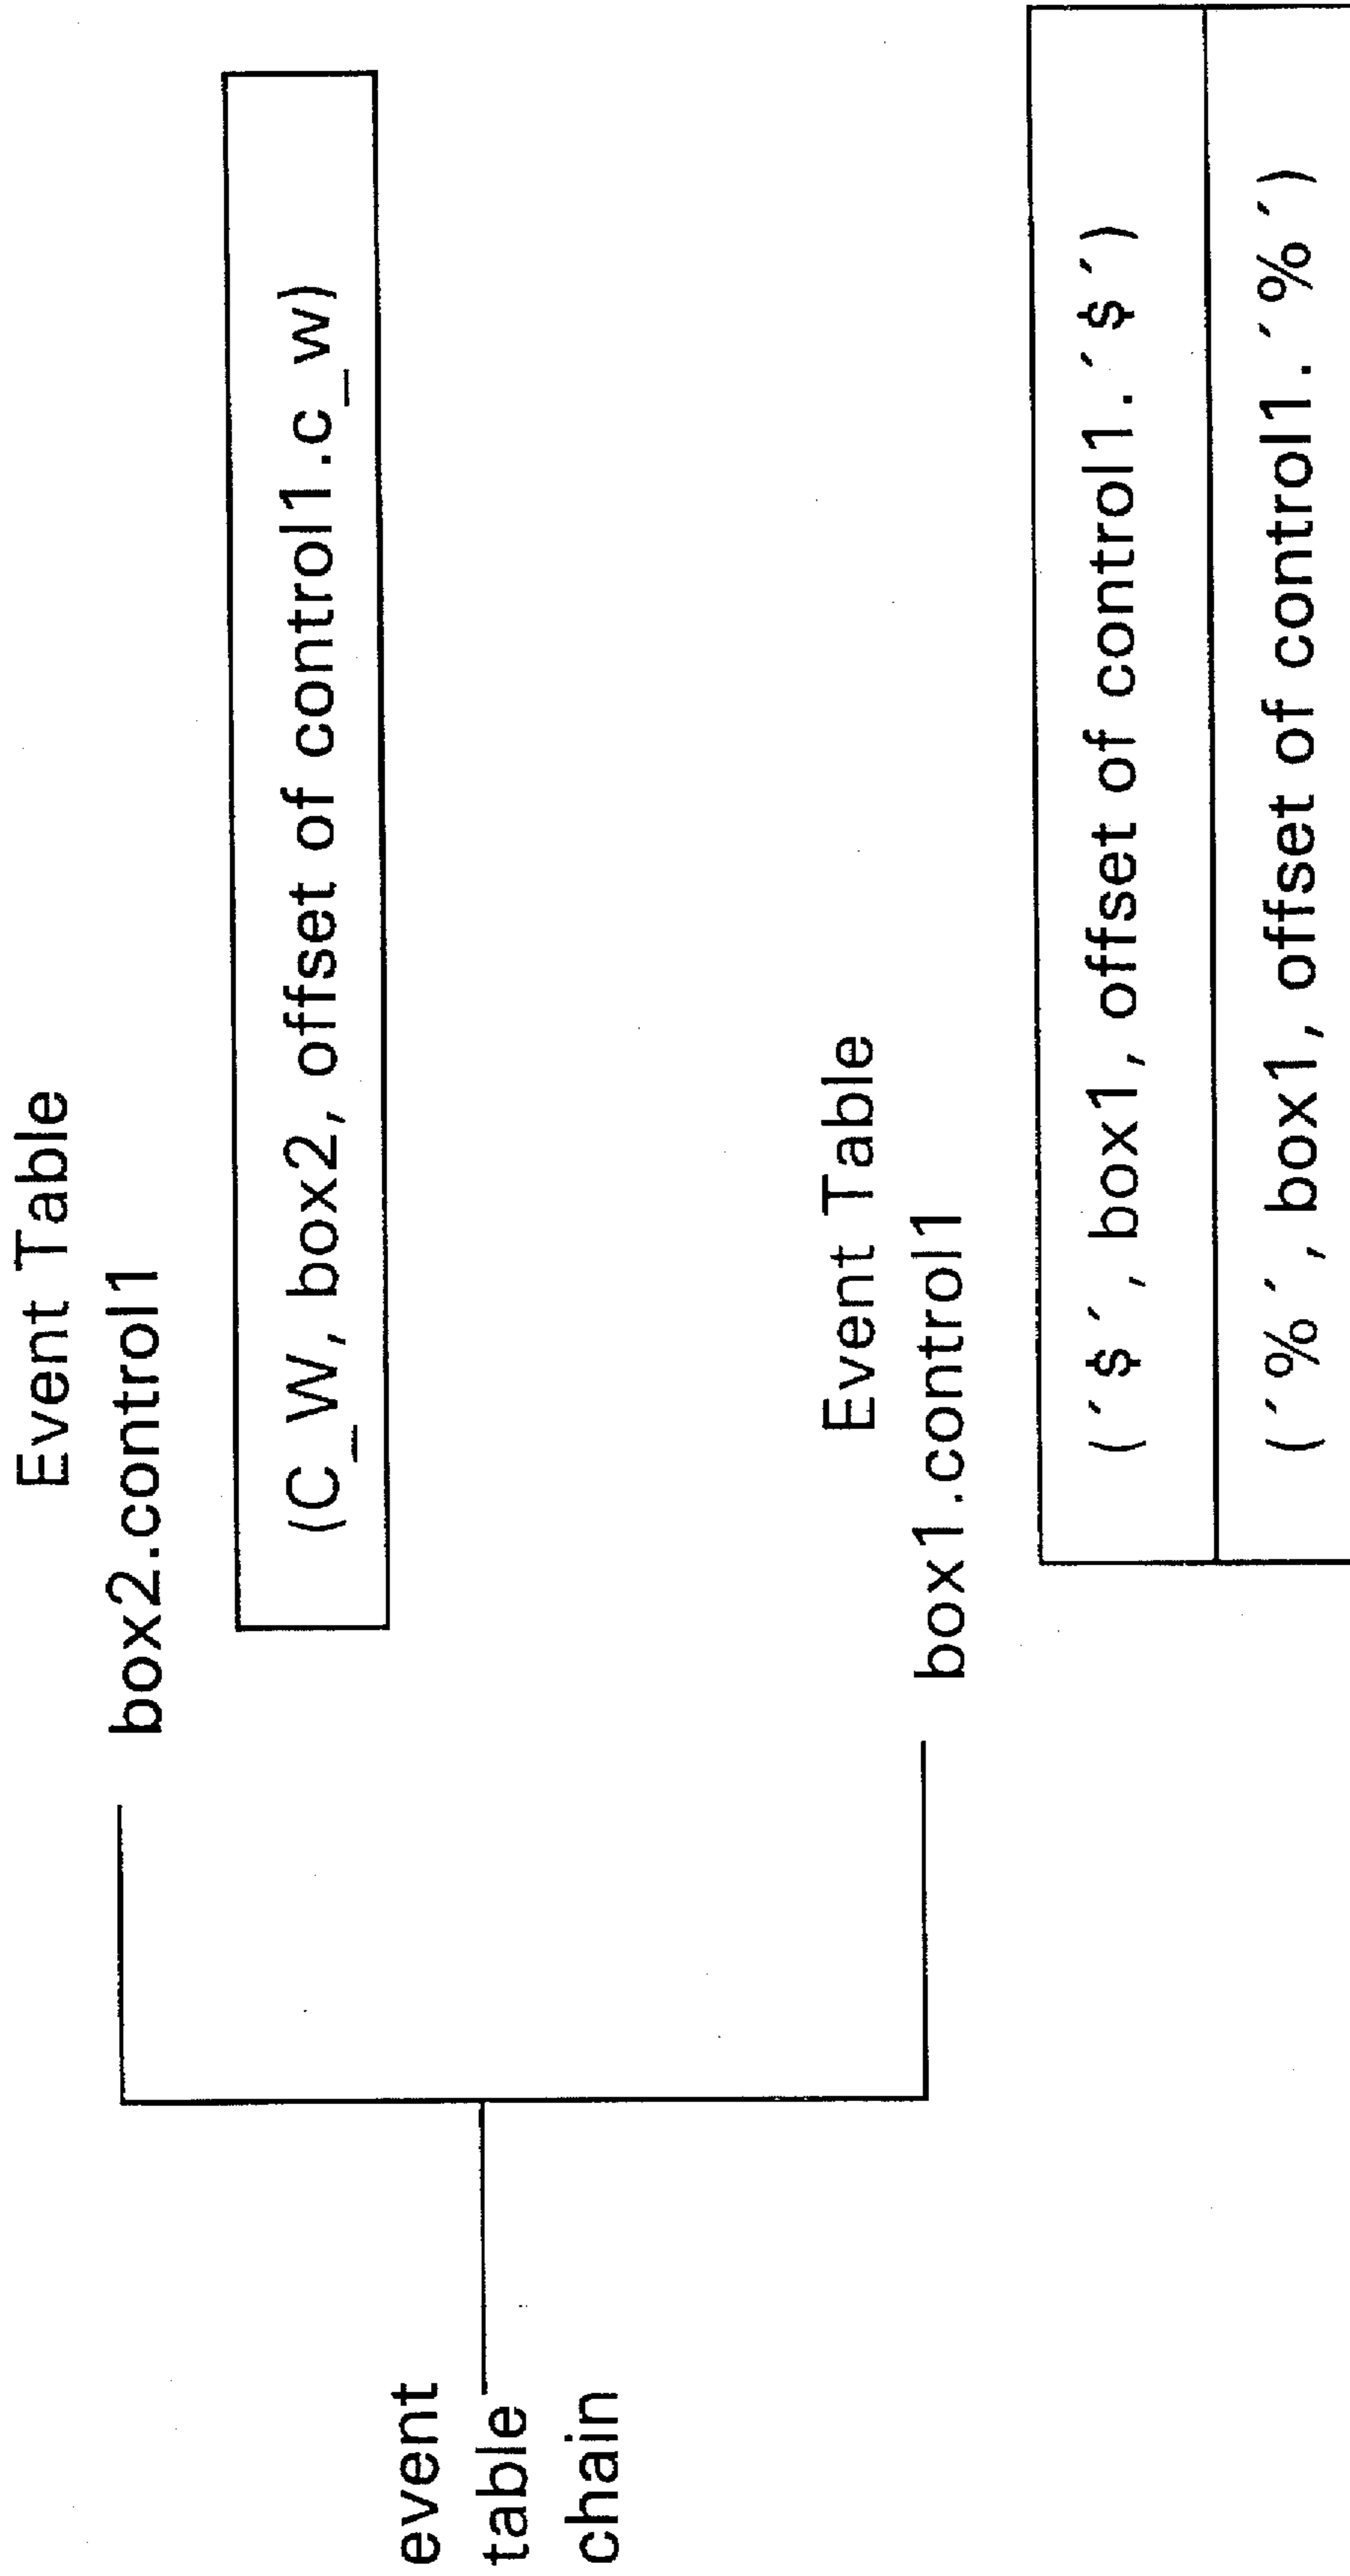 Event Table
box2.control1
(C_W, box2, offset of control1.c_w)
event
table
chain
Event Table
box1.control1
(´$´, box1, offset of control1.´$´)
(´%´, box1, offset of control1.´%´)